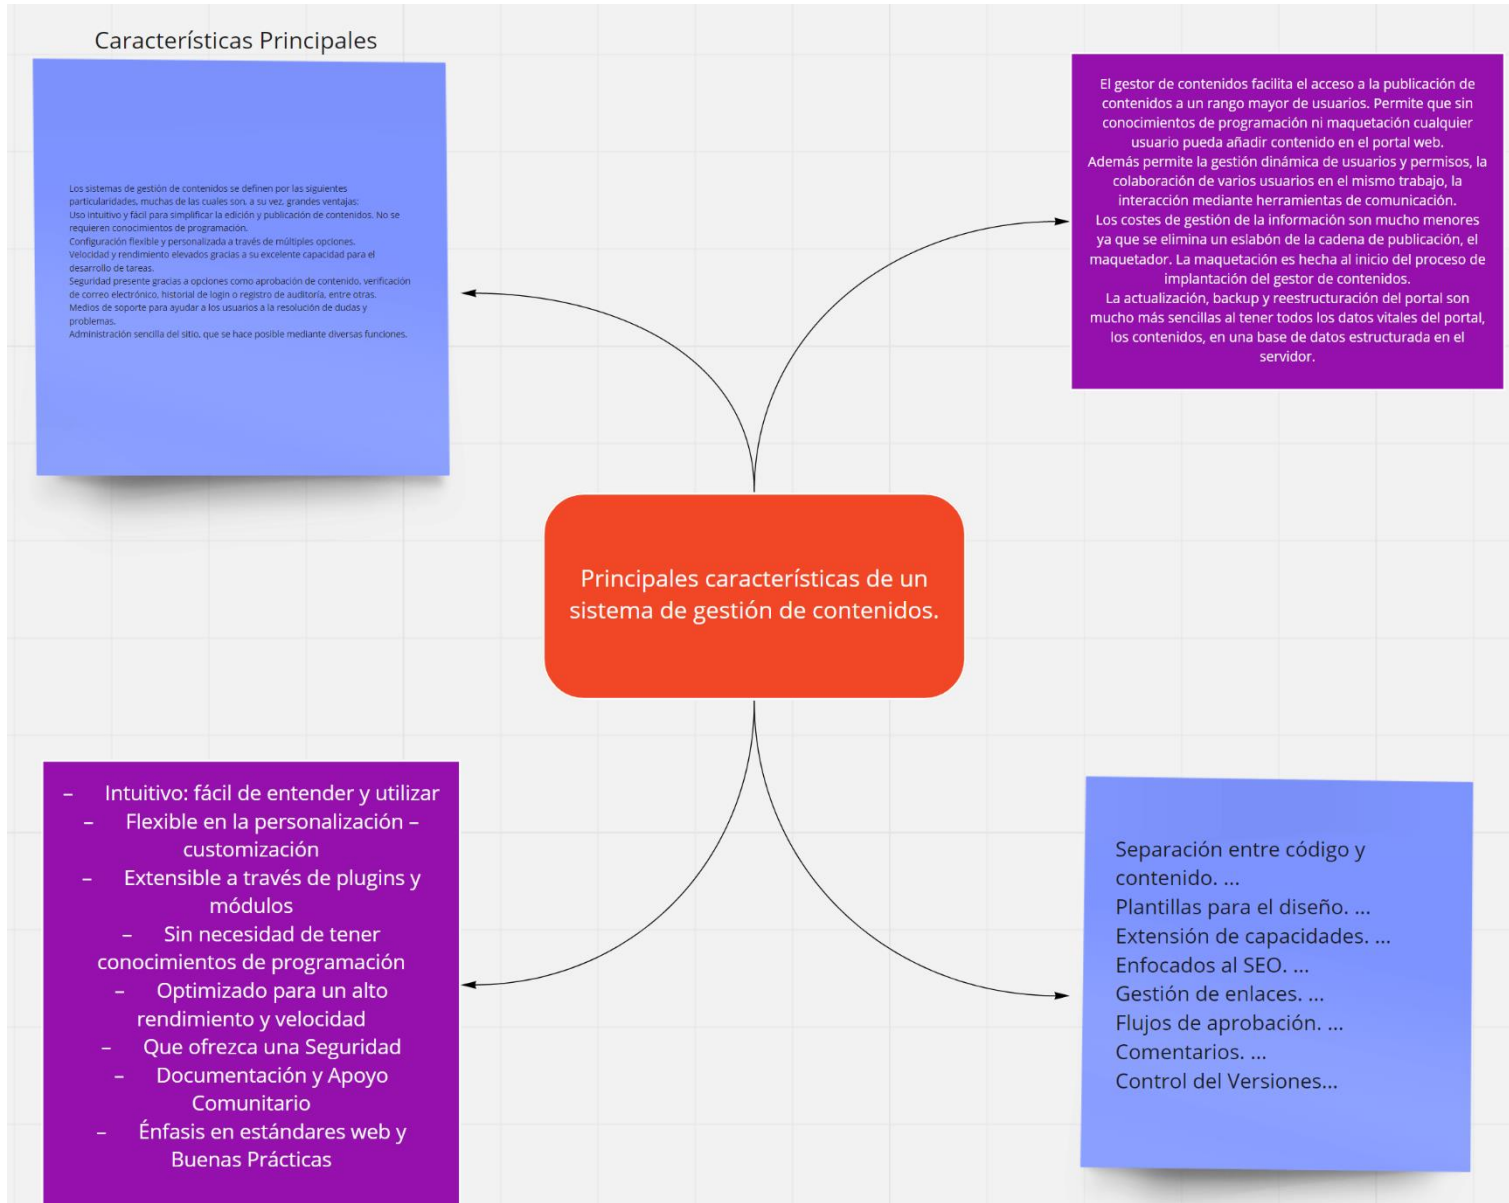 Características Principales
Los sistemas de gestión de contenidos se definen por las siguientes
particularidades, muchas de las cuales son, a su vez, grandes ventajas:
Uso intuitivo y fácil para simplificar la edición y publicación de contenidos. No se
requieren conocimientos de programación.
Configuración flexible y personalizada a través de múltiples opciones.
Velocidad y rendimiento elevados gracias a su excelente capacidad para el
desarrollo de tareas.
Seguridad presente gracias a opciones como aprobación de contenido, verificación
de correo electrónico, historial de login o registro de auditoría, entre otras.
Medios de soporte para ayudar a los usuarios a la resolución de dudas y
problemas.
Administración sencilla del sitio, que se hace posible mediante diversas funciones.
El gestor de contenidos facilita el acceso a la publicación de
contenidos a un rango mayor de usuarios. Permite que sin
conocimientos de programación ni maquetación cualquier
usuario pueda añadir contenido en el portal web.
Además permite la gestión dinámica de usuarios y permisos, la
colaboración de varios usuarios en el mismo trabajo, la
interacción mediante herramientas de comunicación.
Los costes de gestión de la información son mucho menores
ya que se elimina un eslabón de la cadena de publicación, el
maquetador. La maquetación es hecha al inicio del proceso de
implantación del gestor de contenidos.
La actualización, backup y reestructuración del portal son
mucho más sencillas al tener todos los datos vitales del portal,
los contenidos, en una base de datos estructurada en el
servidor.
Principales características de un
sistema de gestión de contenidos.
– Intuitivo: fácil de entender y utilizar
– Flexible en la personalización –
customización
– Extensible a través de plugins y
módulos
– Sin necesidad de tener
conocimientos de programación
– Optimizado para un alto
rendimiento y velocidad
– Que ofrezca una Seguridad
– Documentación y Apoyo
Comunitario
– Énfasis en estándares web y
Buenas Prácticas
Separación entre código y
contenido. ...
Plantillas para el diseño. ...
Extensión de capacidades. ...
Enfocados al SEO. ...
Gestión de enlaces. ...
Flujos de aprobación. ...
Comentarios. ...
Control del Versiones...